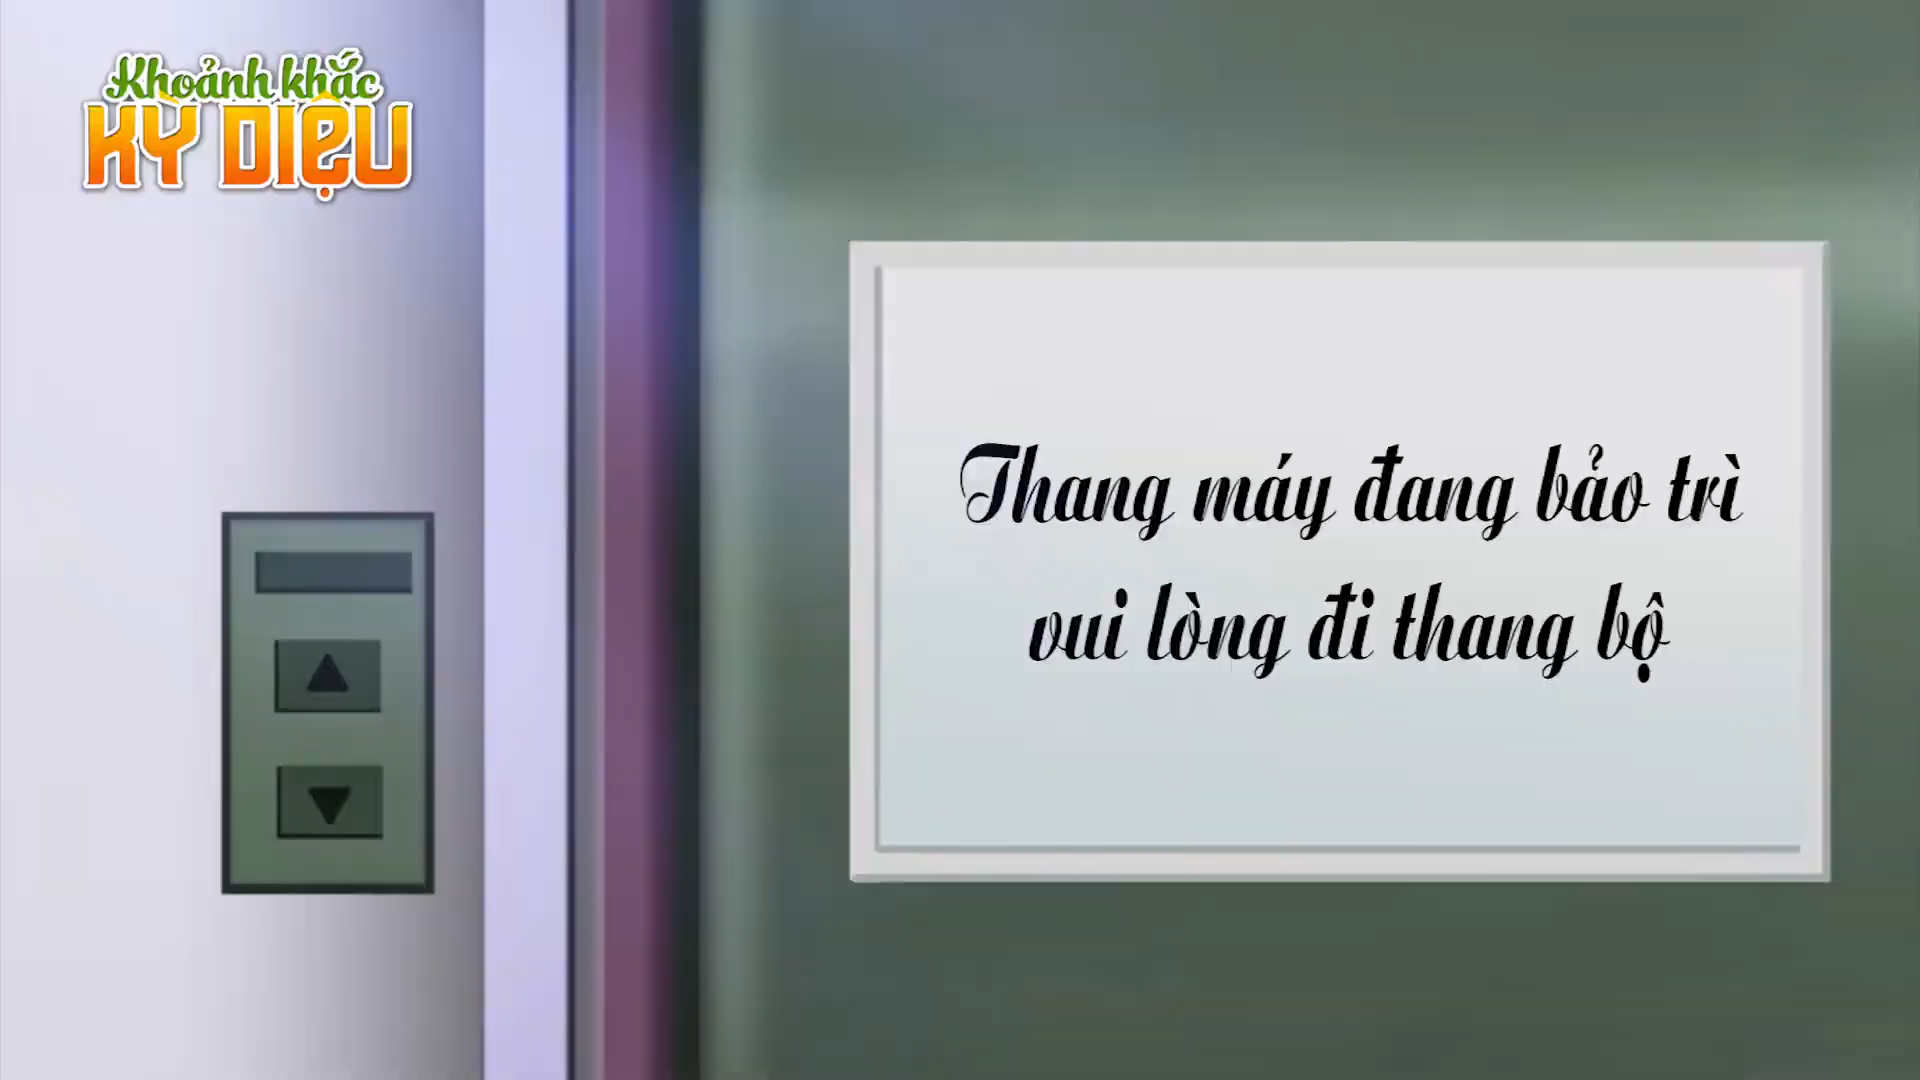 Khoảnh khắc
KỲ DIỆU
Thang máy đang bảo trì
vui lòng đi thang bộ